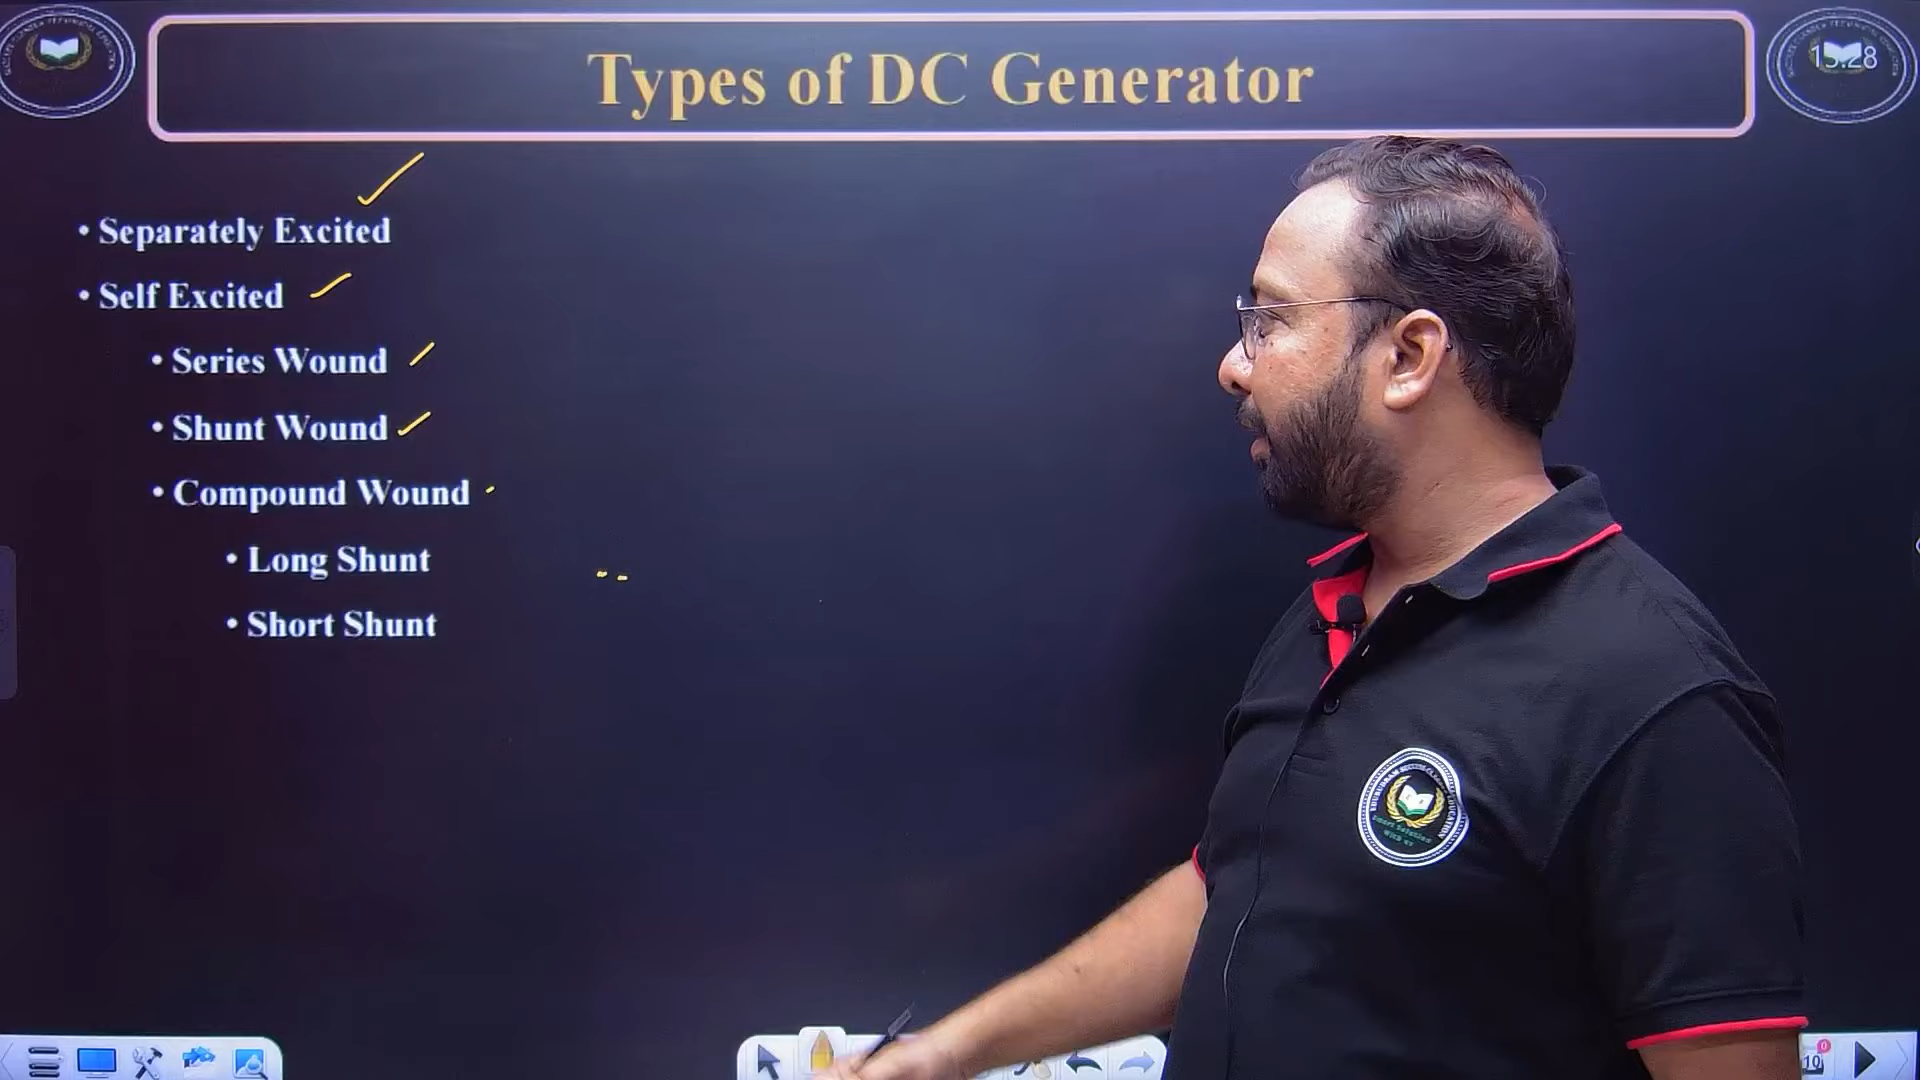 Types of DC Generator
• Separately Excited
• Self Excited
• Series Wound
• Shunt Wound
• Compound Wound
• Long Shunt
• Short Shunt